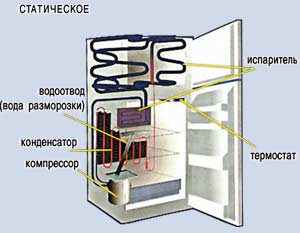 СТАТИЧЕСКОЕ
испаритель
водоотвод
(вода разморозки)
конденсатор
компрессор
термостат